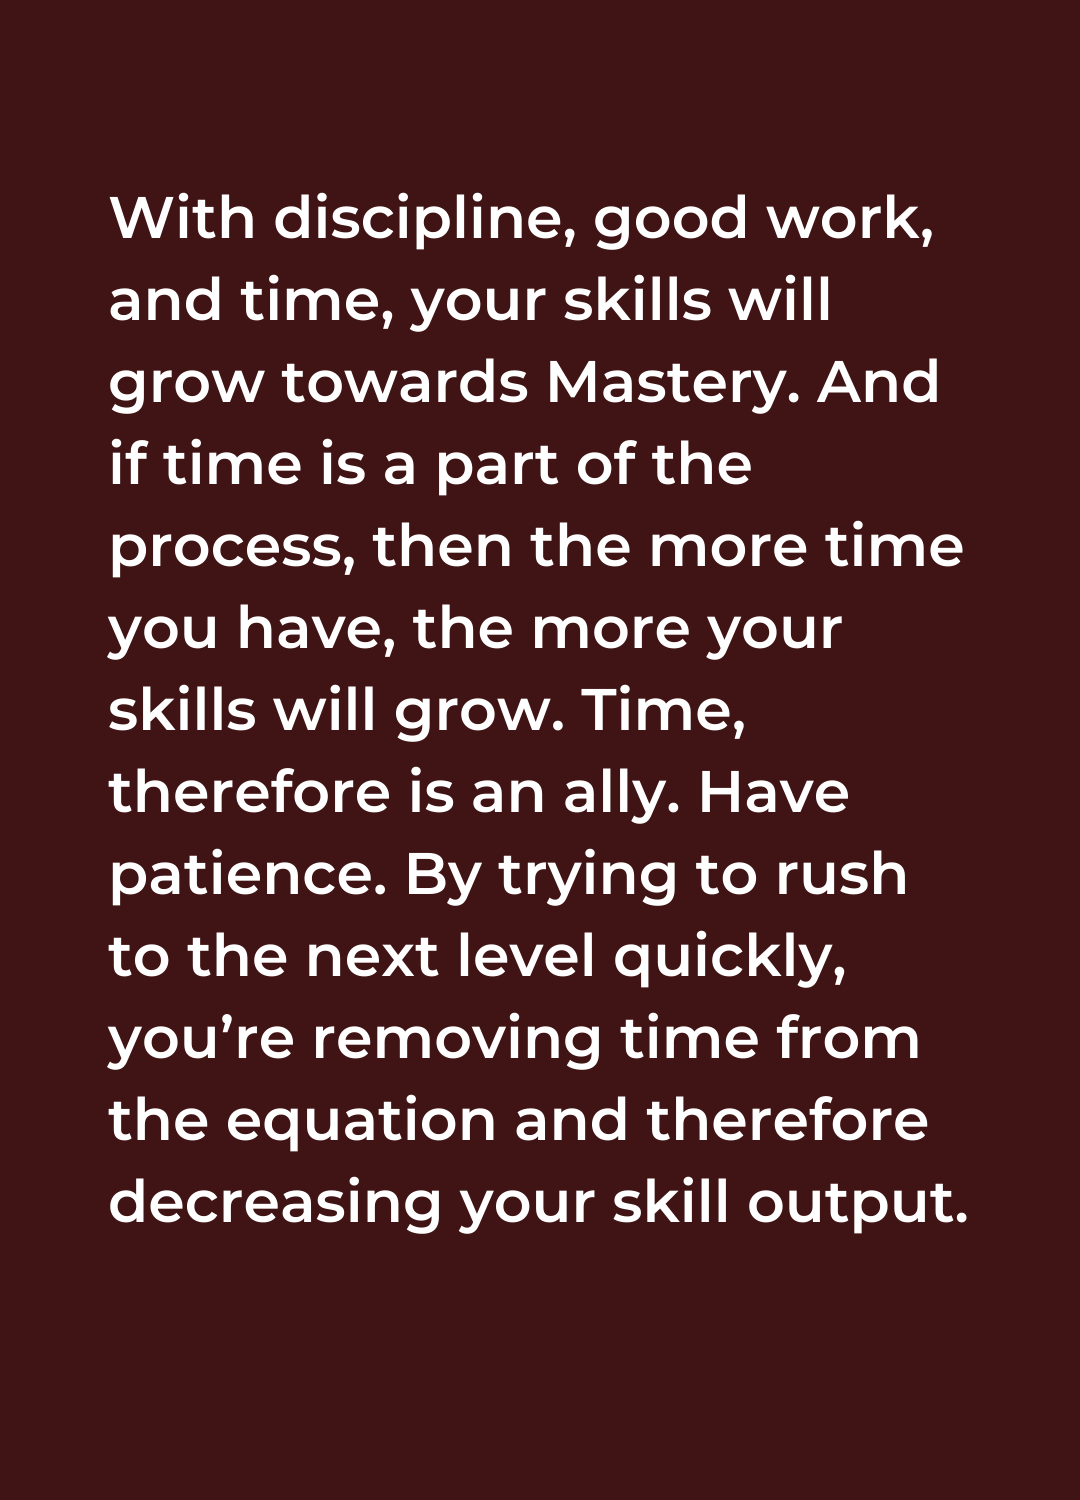 With discipline, good work,
and time, your skills will
grow towards Mastery. And
if time is a part of the
process, then the more time
you have, the more your
skills will grow. Time,
therefore is an ally. Have
patience. By trying to rush
to the next level quickly,
you’re removing time from
the equation and therefore
decreasing your skill output.